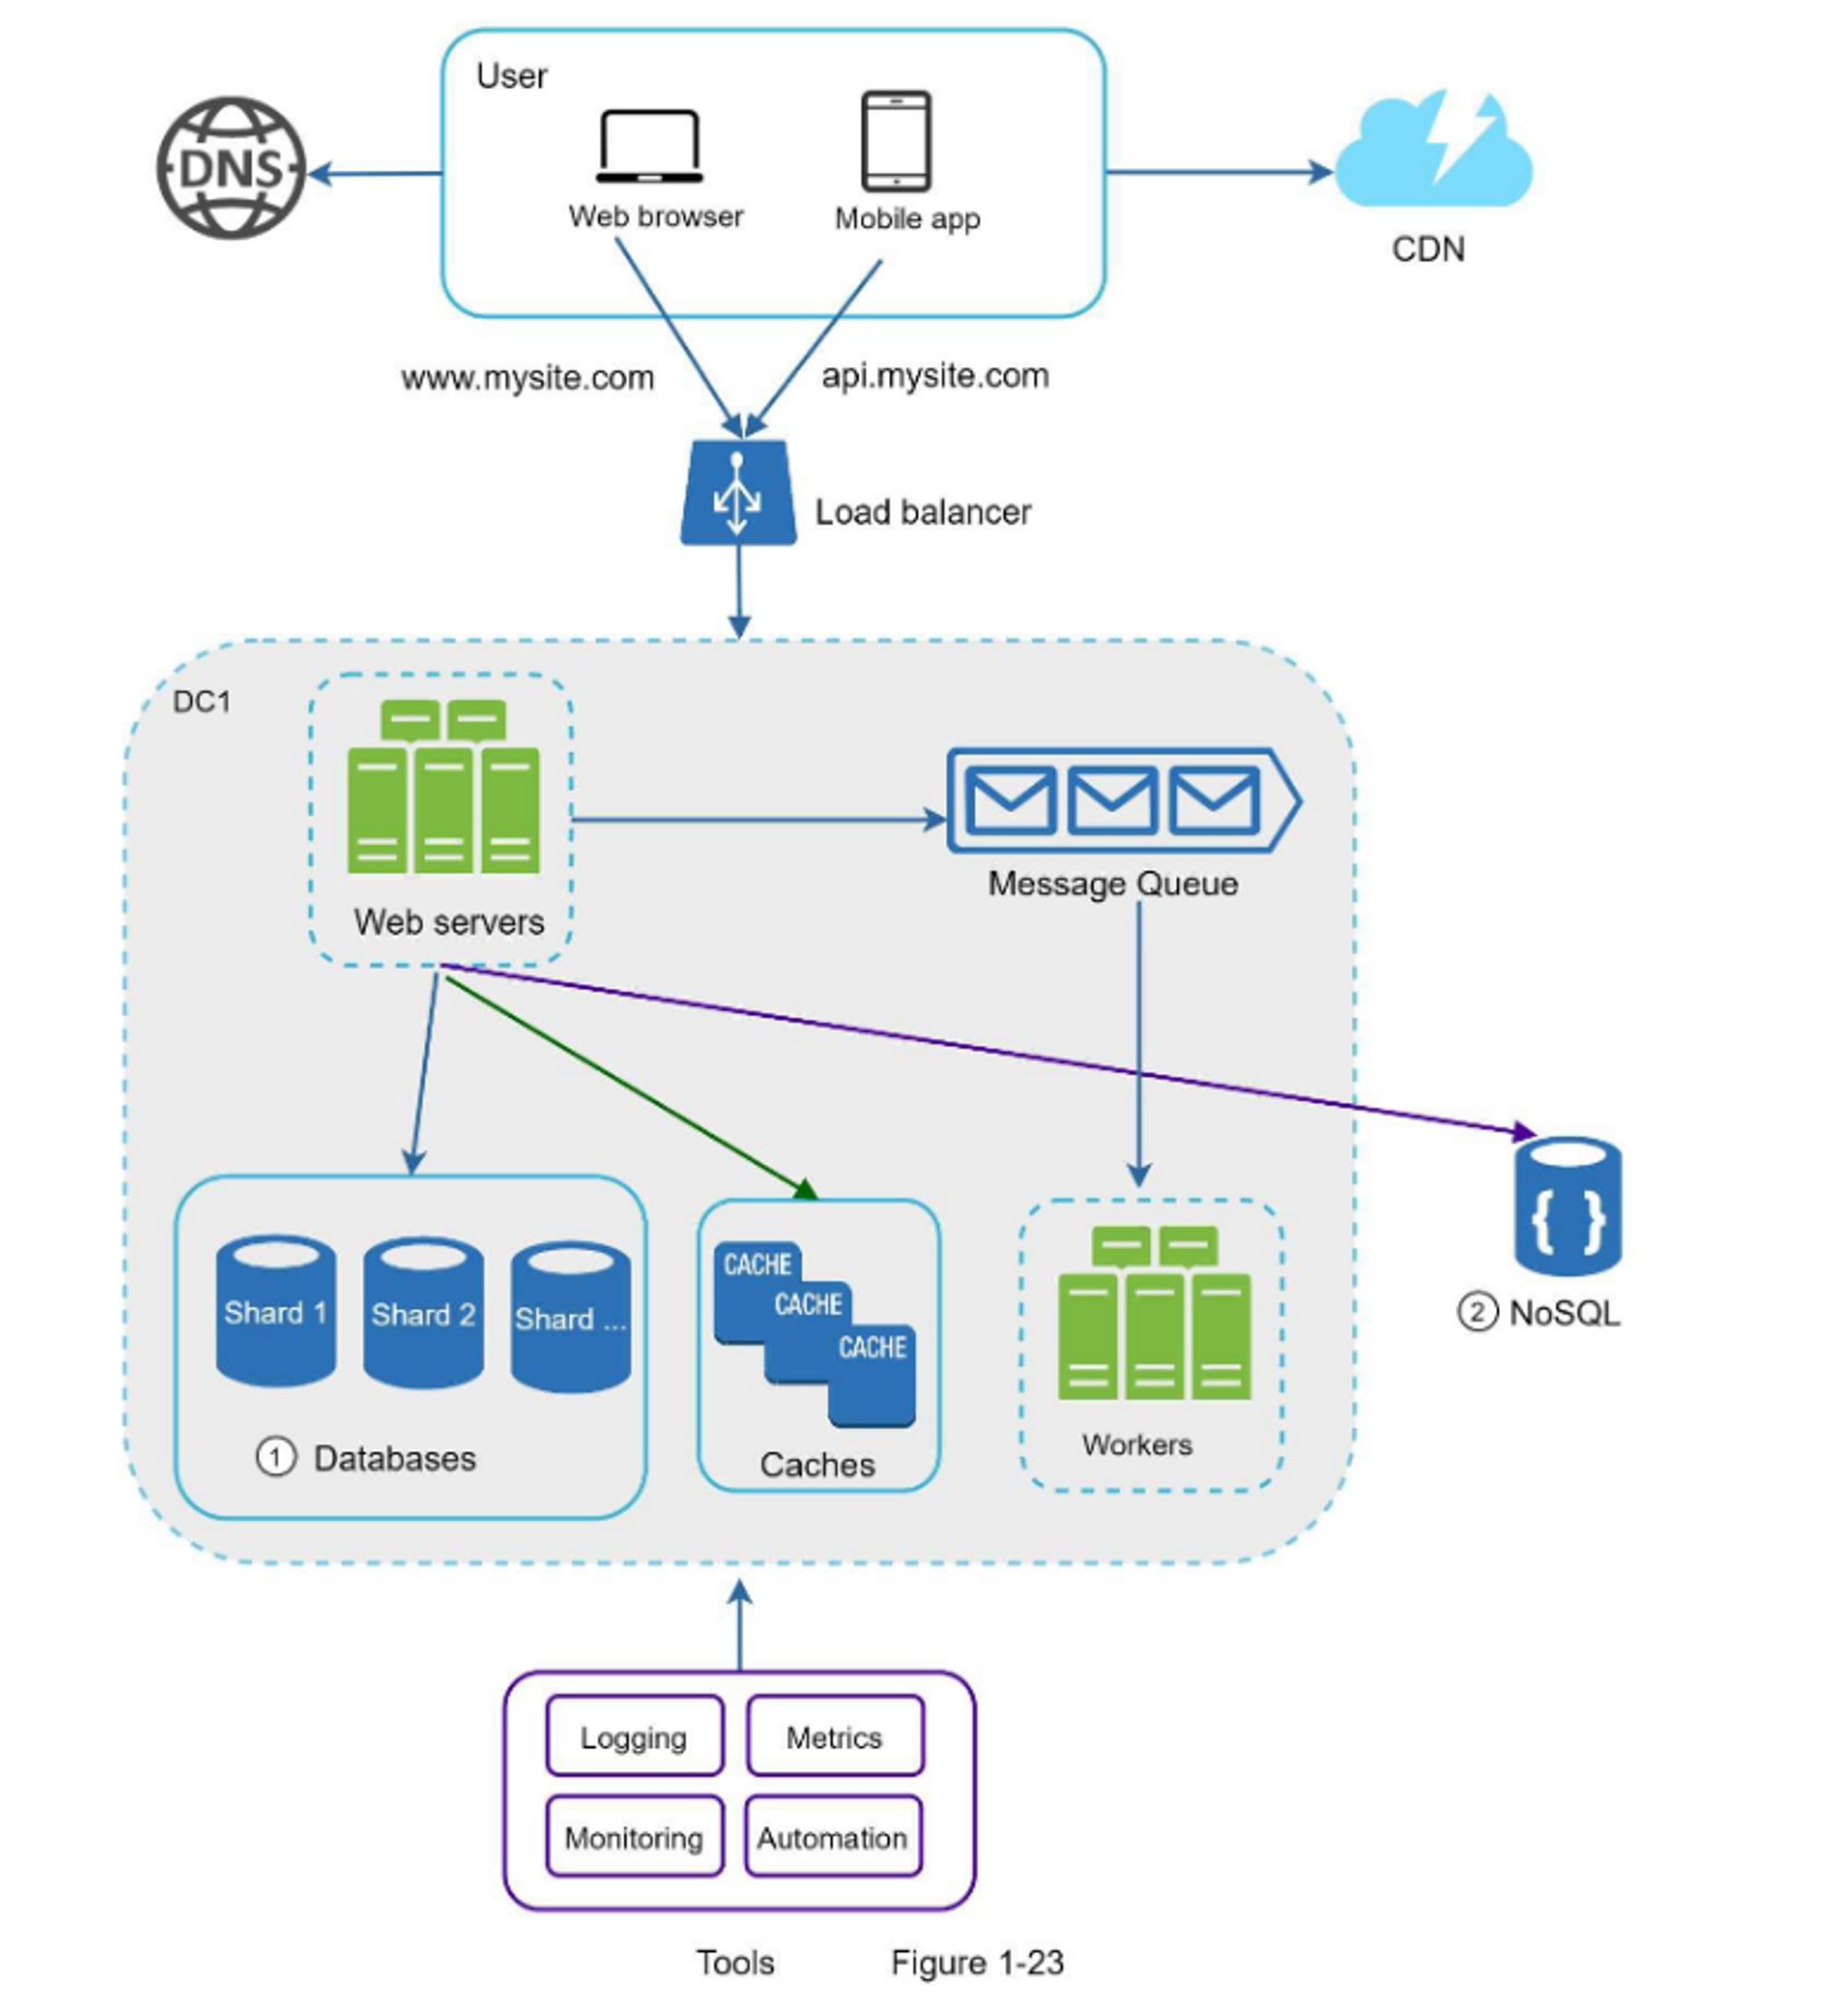 User
DNS
Web browser
Mobile app
CDN
www.mysite.com
api.mysite.com
Load balancer
DC1
Web servers
Message Queue
Shard 1
Shard 2
Shard ...
① Databases
CACHE
CACHE
CACHE
Caches
Workers
{ }
② NoSQL
Logging
Metrics
Monitoring
Automation
Tools
Figure 1-23